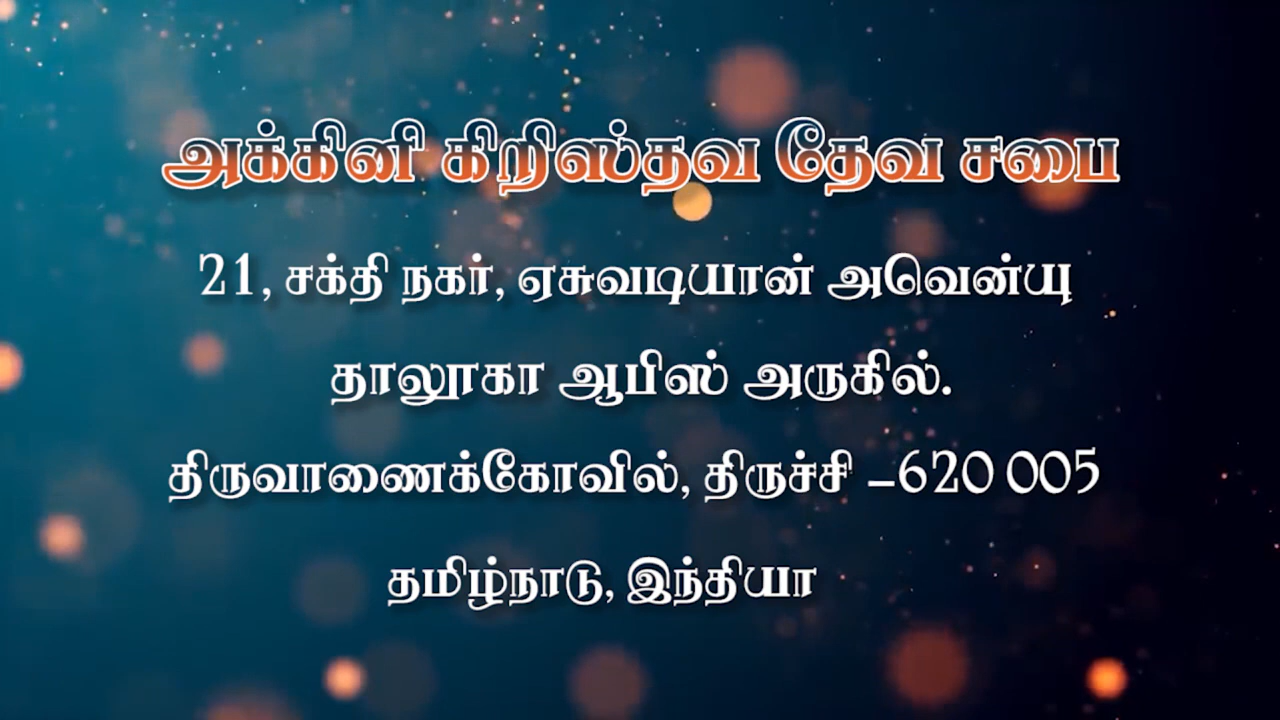 அக்கினி கிறிஸ்தவ தேவ சபை
21, சக்தி நகர், ஏசுவடியான் அவென்யு
தாலூகா ஆபிஸ் அருகில்.
திருவாணைக்கோவில், திருச்சி -620 005
தமிழ்நாடு, இந்தியா